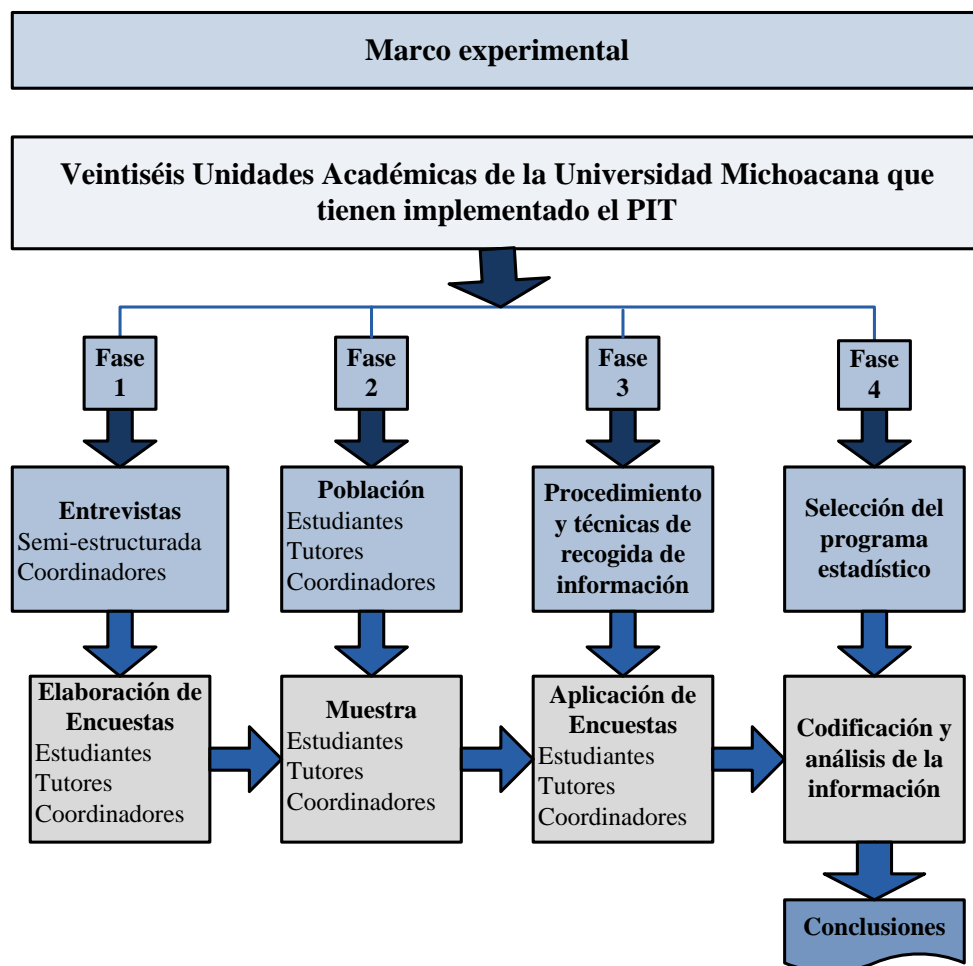 Marco experimental
Veintiséis Unidades Académicas de la Universidad Michoacana que
tienen implementado el PIT
Fase
1
Fase
2
Fase
3
Fase
4
Entrevistas
Semi-estructurada
Coordinadores
Población
Estudiantes
Tutores
Coordinadores
Procedimiento
y técnicas de
recogida de
información
Selección del
programa
estadístico
Elaboración de
Encuestas
Estudiantes
Tutores
Coordinadores
Muestra
Estudiantes
Tutores
Coordinadores
Aplicación de
Encuestas
Estudiantes
Tutores
Coordinadores
Codificación y
análisis de la
información
Conclusiones